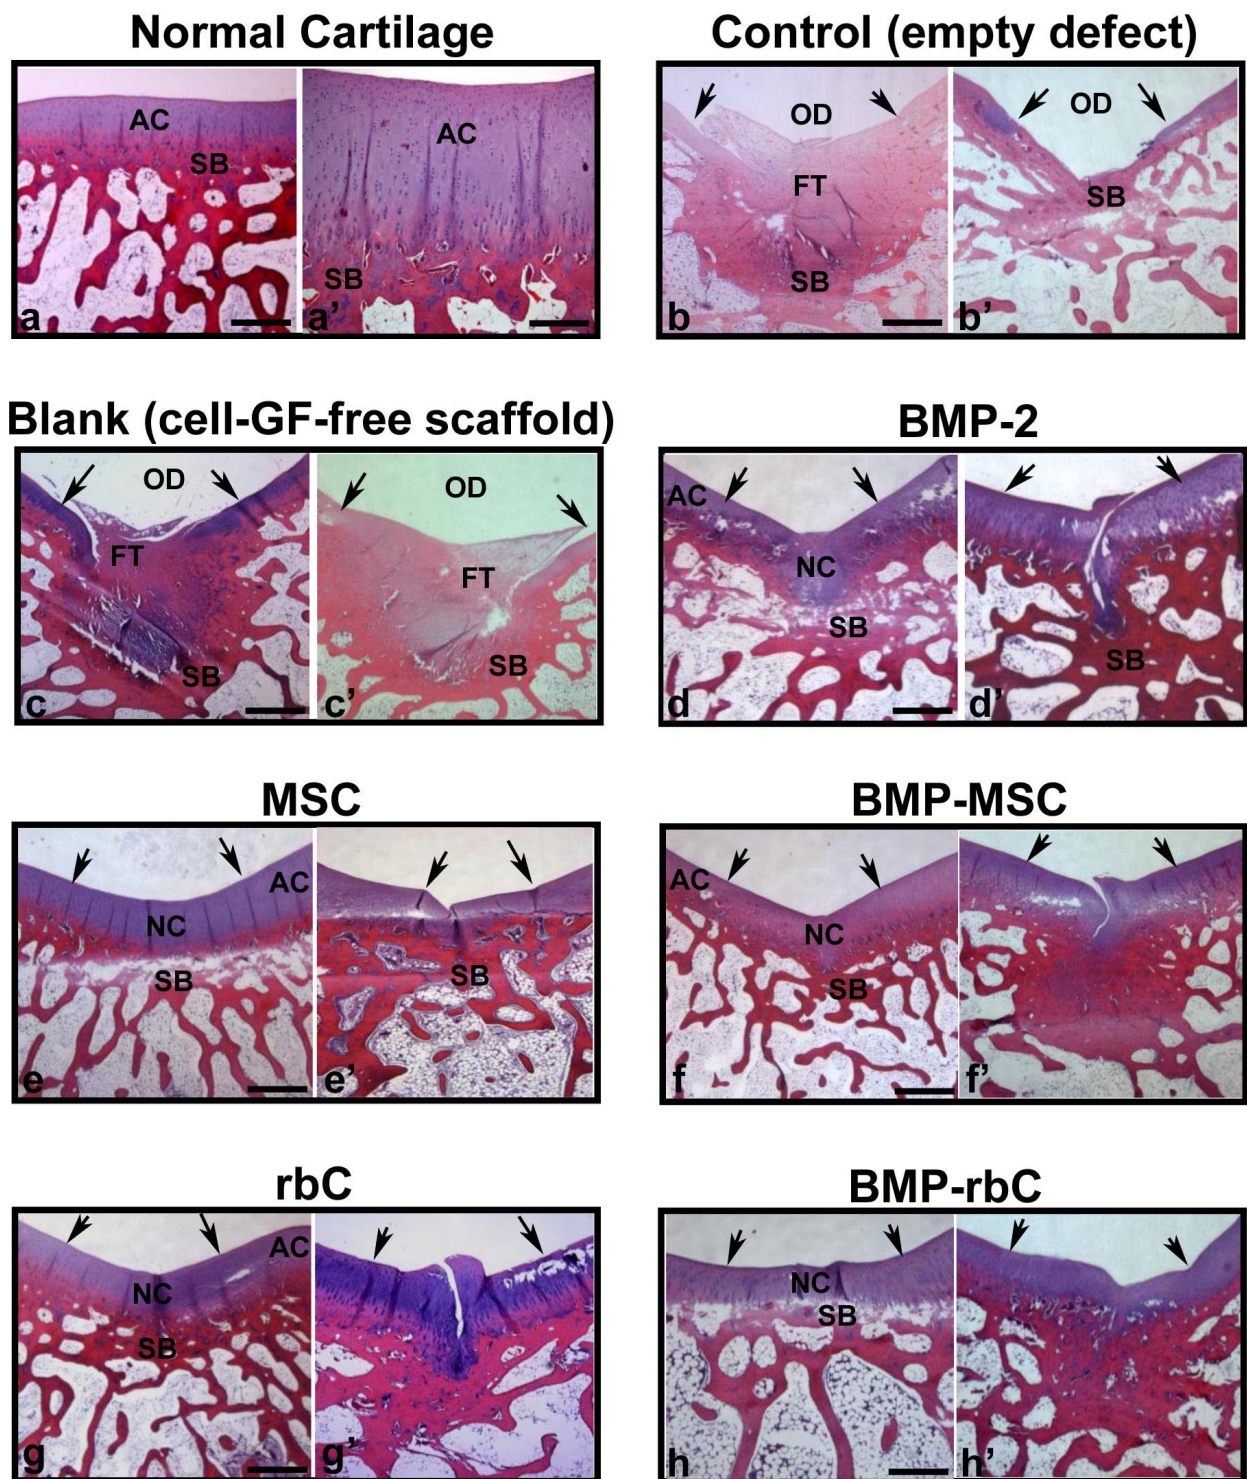 Normal Cartilage
AC
SB
a
AC
SB
a'
Control (empty defect)
OD
FT
SB
b
OD
SB
b'
Blank (cell-GF-free scaffold)
OD
FT
SB
c
OD
FT
SB
c'
BMP-2
AC
NC
SB
d
SB
d'
MSC
AC
NC
SB
e
SB
e'
BMP-MSC
AC
NC
SB
f
f'
rbC
AC
NC
SB
g
g'
BMP-rbC
NC
SB
h
h'